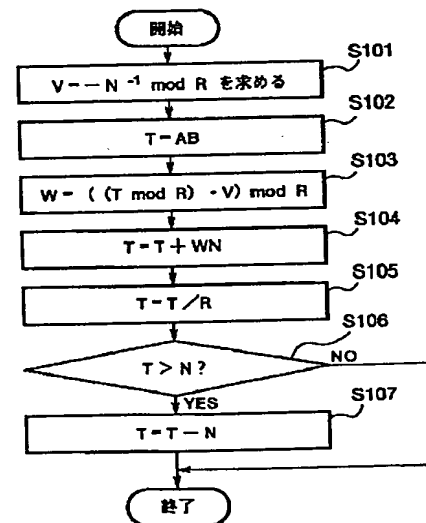 開始
S101
V=-N⁻¹ mod R を求める
S102
T=AB
S103
W=((T mod R)・V) mod R
S104
T=T+WN
S105
T=T/R
S106
T>N?
NO
YES
S107
T=T-N
終了